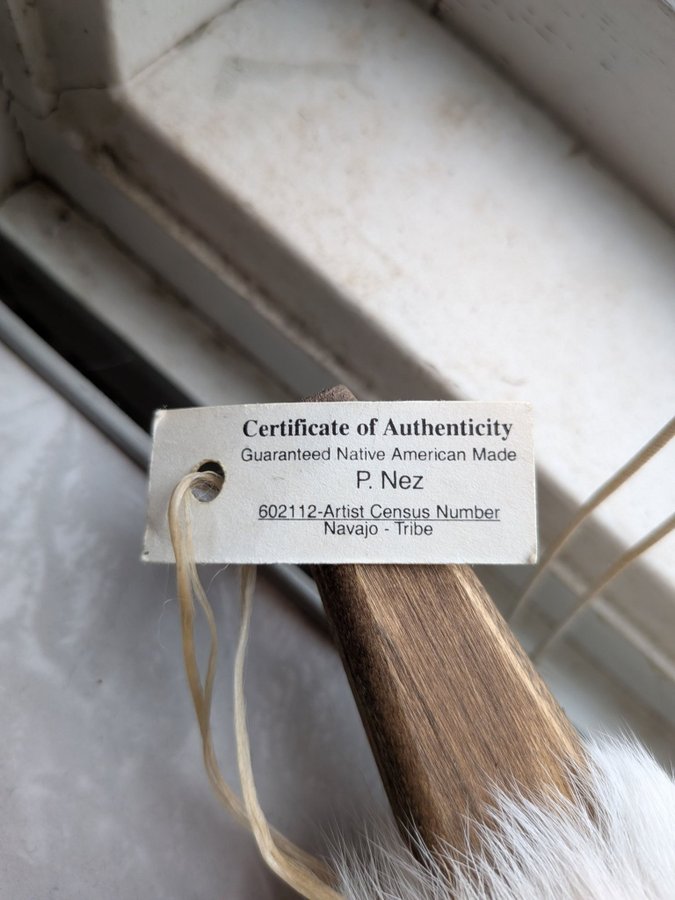 Certificate of Authenticity
Guaranteed Native American Made
P. Nez
602112-Artist Census Number
Navajo - Tribe